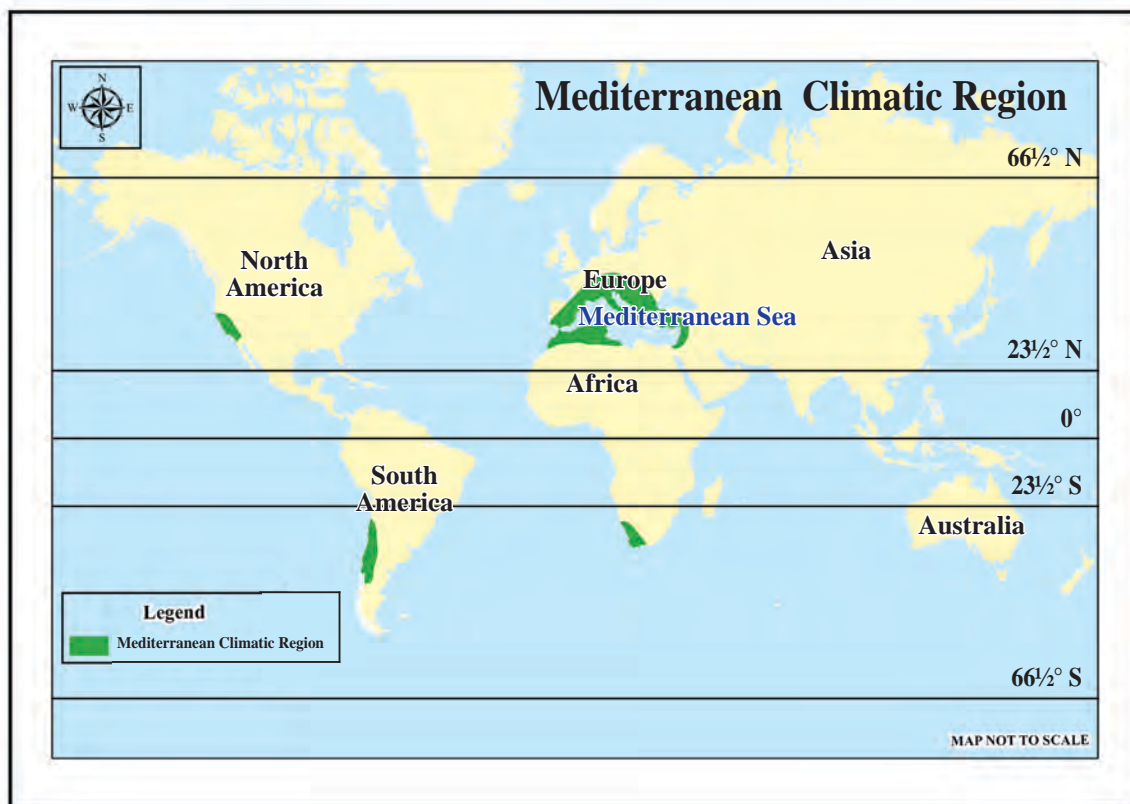 Mediterranean Climatic Region
N
W E
S
66½° N
North
America
Asia
Europe
Mediterranean Sea
23½° N
Africa
0°
South
America
23½° S
Australia
Legend
Mediterranean Climatic Region
66½° S
MAP NOT TO SCALE